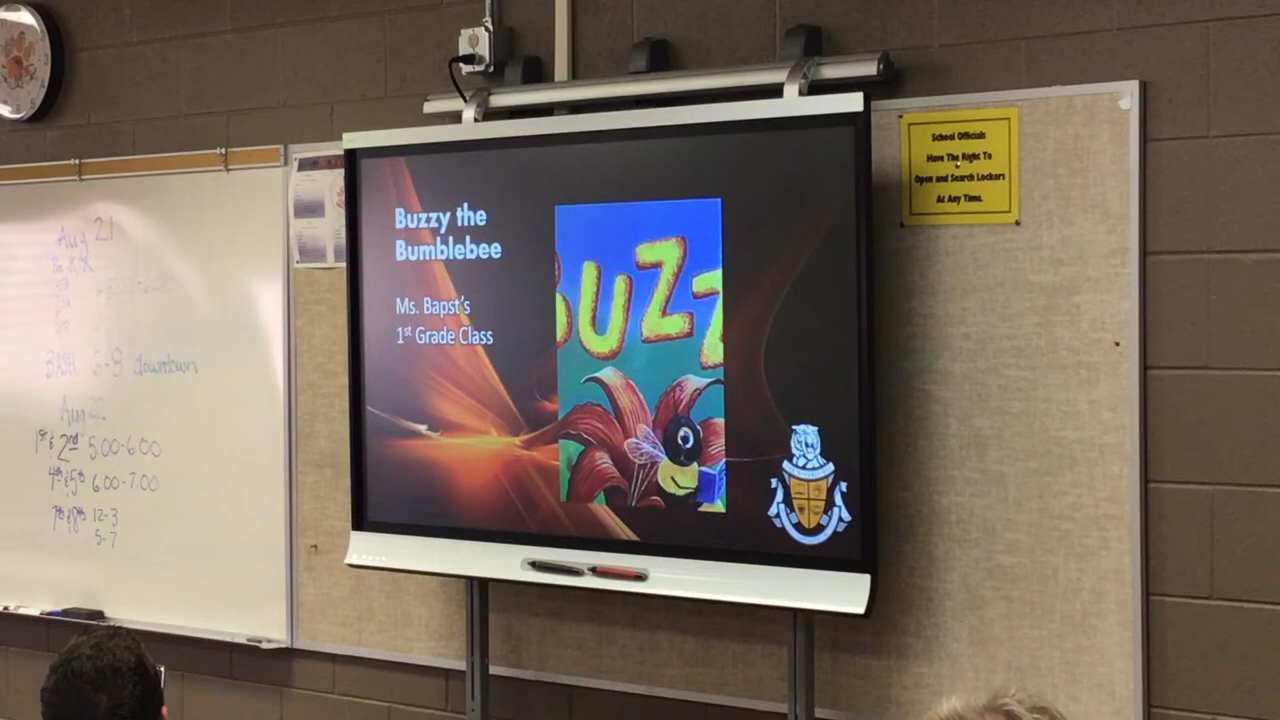 Aug 21
BASH 6-8 downtown
Aug 22
1st & 2nd 5:00-6:00
4th & 5th 6:00-7:00
7th & 8th 12-3
5-7
Buzzy the
Bumblebee
Ms. Bapst's
1st Grade Class
BUZZ
School Officials
Have The Right To
Open and Search Lockers
At Any Time.